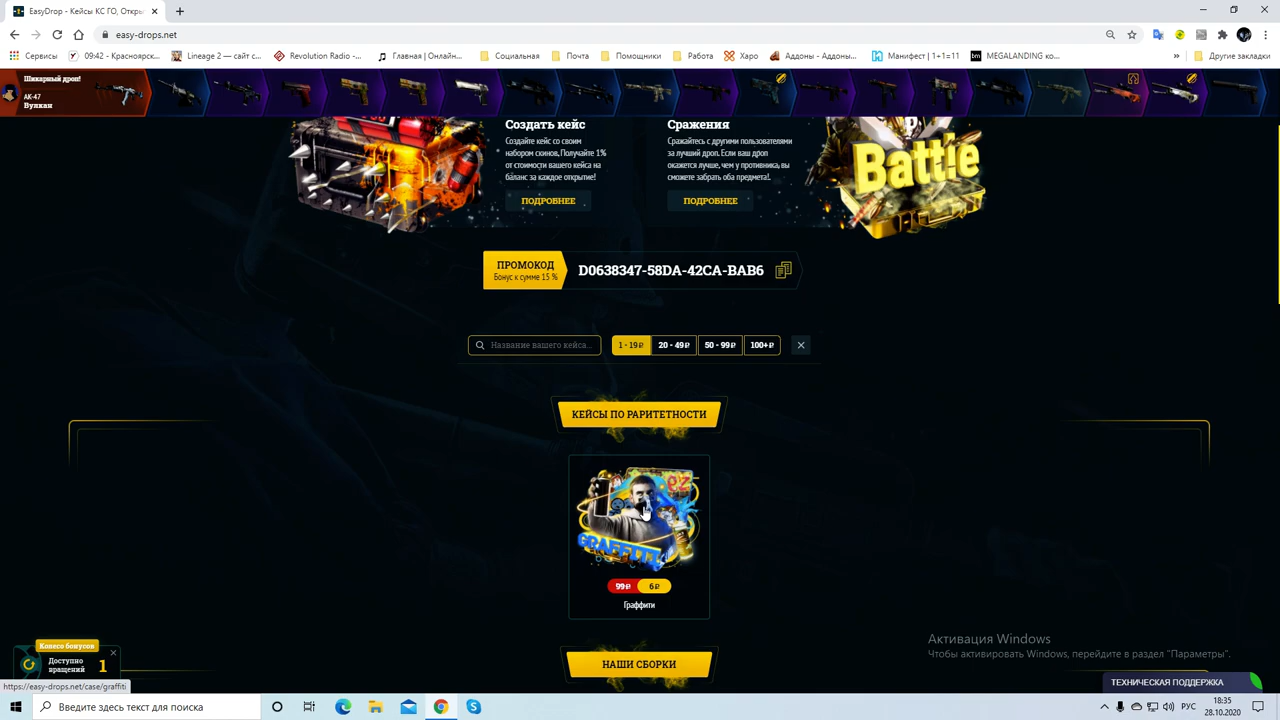 EasyDrop - Кейсы КС ГО, Откры
easy-drops.net
Сервисы
09:42 - Красноярск...
Lineage 2 — сайт с...
Revolution Radio -...
Главная | Онлайн...
Социальная
Почта
Помощники
Работа
Харо
Аддоны - Аддоны...
Манифест | 1+1=11
MEGALANDING ко...
»
Другие закладки
Шикарный дроп!
AK-47
Вулкан
Создать кейс
Создайте кейс со своим
набором скинов. Получайте 1%
от стоимости вашего кейса на
баланс за каждое открытие!
ПОДРОБНЕЕ
Сражения
Сражайтесь с другими пользователями
за лучший дроп. Если ваш дроп
окажется лучше, чем у противника, вы
сможете забрать оба предмета!.
ПОДРОБНЕЕ
Battle
ПРОМОКОД
Бонус к сумме 15 %
D0638347-58DA-42CA-BAB6
Название вашего кейса...
1 - 19₽
20 - 49₽
50 - 99₽
100+₽
КЕЙСЫ ПО РАРИТЕТНОСТИ
EZ
GRAFFITI
99₽
6₽
Граффити
НАШИ СБОРКИ
Колесо бонусов
Доступно
вращений
1
https://easy-drops.net/case/graffiti
Активация Windows
Чтобы активировать Windows, перейдите в раздел "Параметры".
ТЕХНИЧЕСКАЯ ПОДДЕРЖКА
Введите здесь текст для поиска
РУС
18:35
28.10.2020